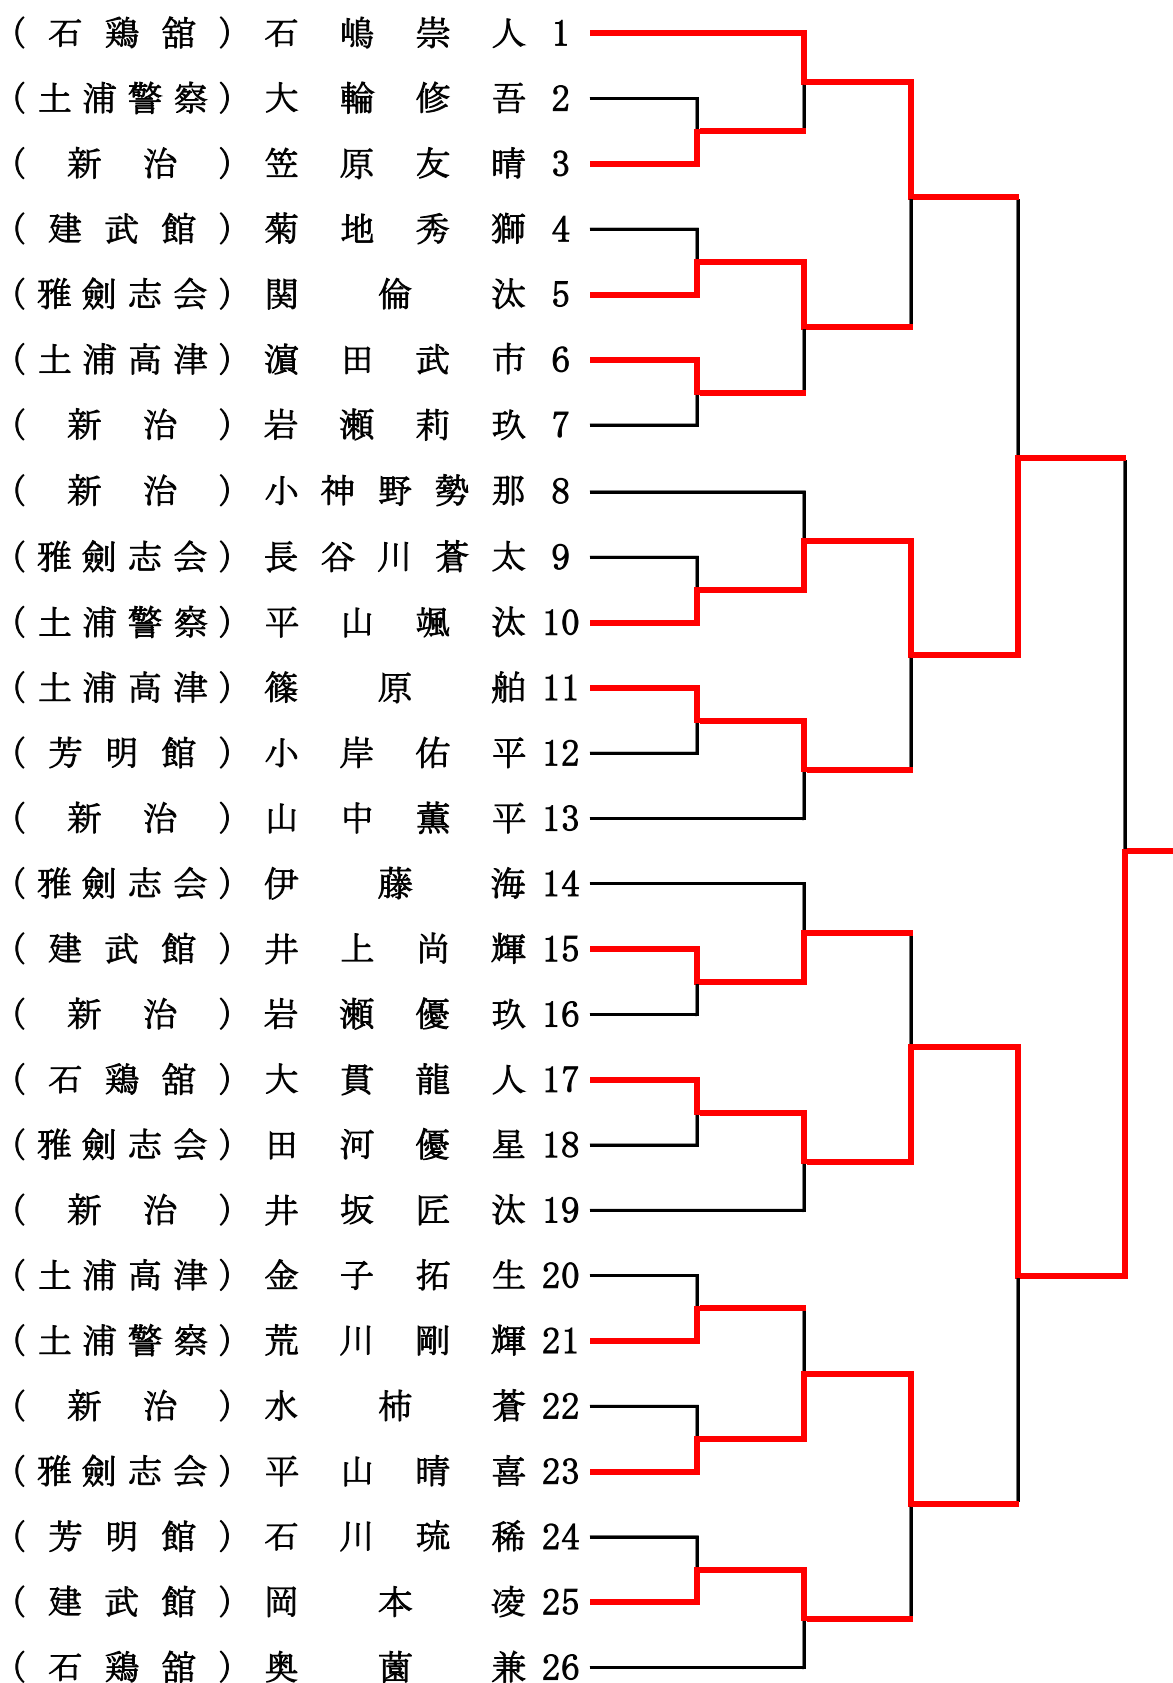 (石鶏舘) 石嶋崇人 1
(土浦警察) 大輪修吾 2
(新治) 笠原友晴 3
(建武館) 菊地秀獅 4
(雅劍志会) 関倫汰 5
(土浦高津) 濵田武市 6
(新治) 岩瀬莉玖 7
(新治) 小神野勢那 8
(雅劍志会) 長谷川蒼太 9
(土浦警察) 平山颯汰 10
(土浦高津) 篠原舶 11
(芳明館) 小岸佑平 12
(新治) 山中薫平 13
(雅劍志会) 伊藤海 14
(建武館) 井上尚輝 15
(新治) 岩瀬優玖 16
(石鶏舘) 大貫龍人 17
(雅劍志会) 田河優星 18
(新治) 井坂匠汰 19
(土浦高津) 金子拓生 20
(土浦警察) 荒川剛輝 21
(新治) 水柿蒼 22
(雅劍志会) 平山晴喜 23
(芳明館) 石川琉稀 24
(建武館) 岡本凌 25
(石鶏舘) 奥薗兼 26